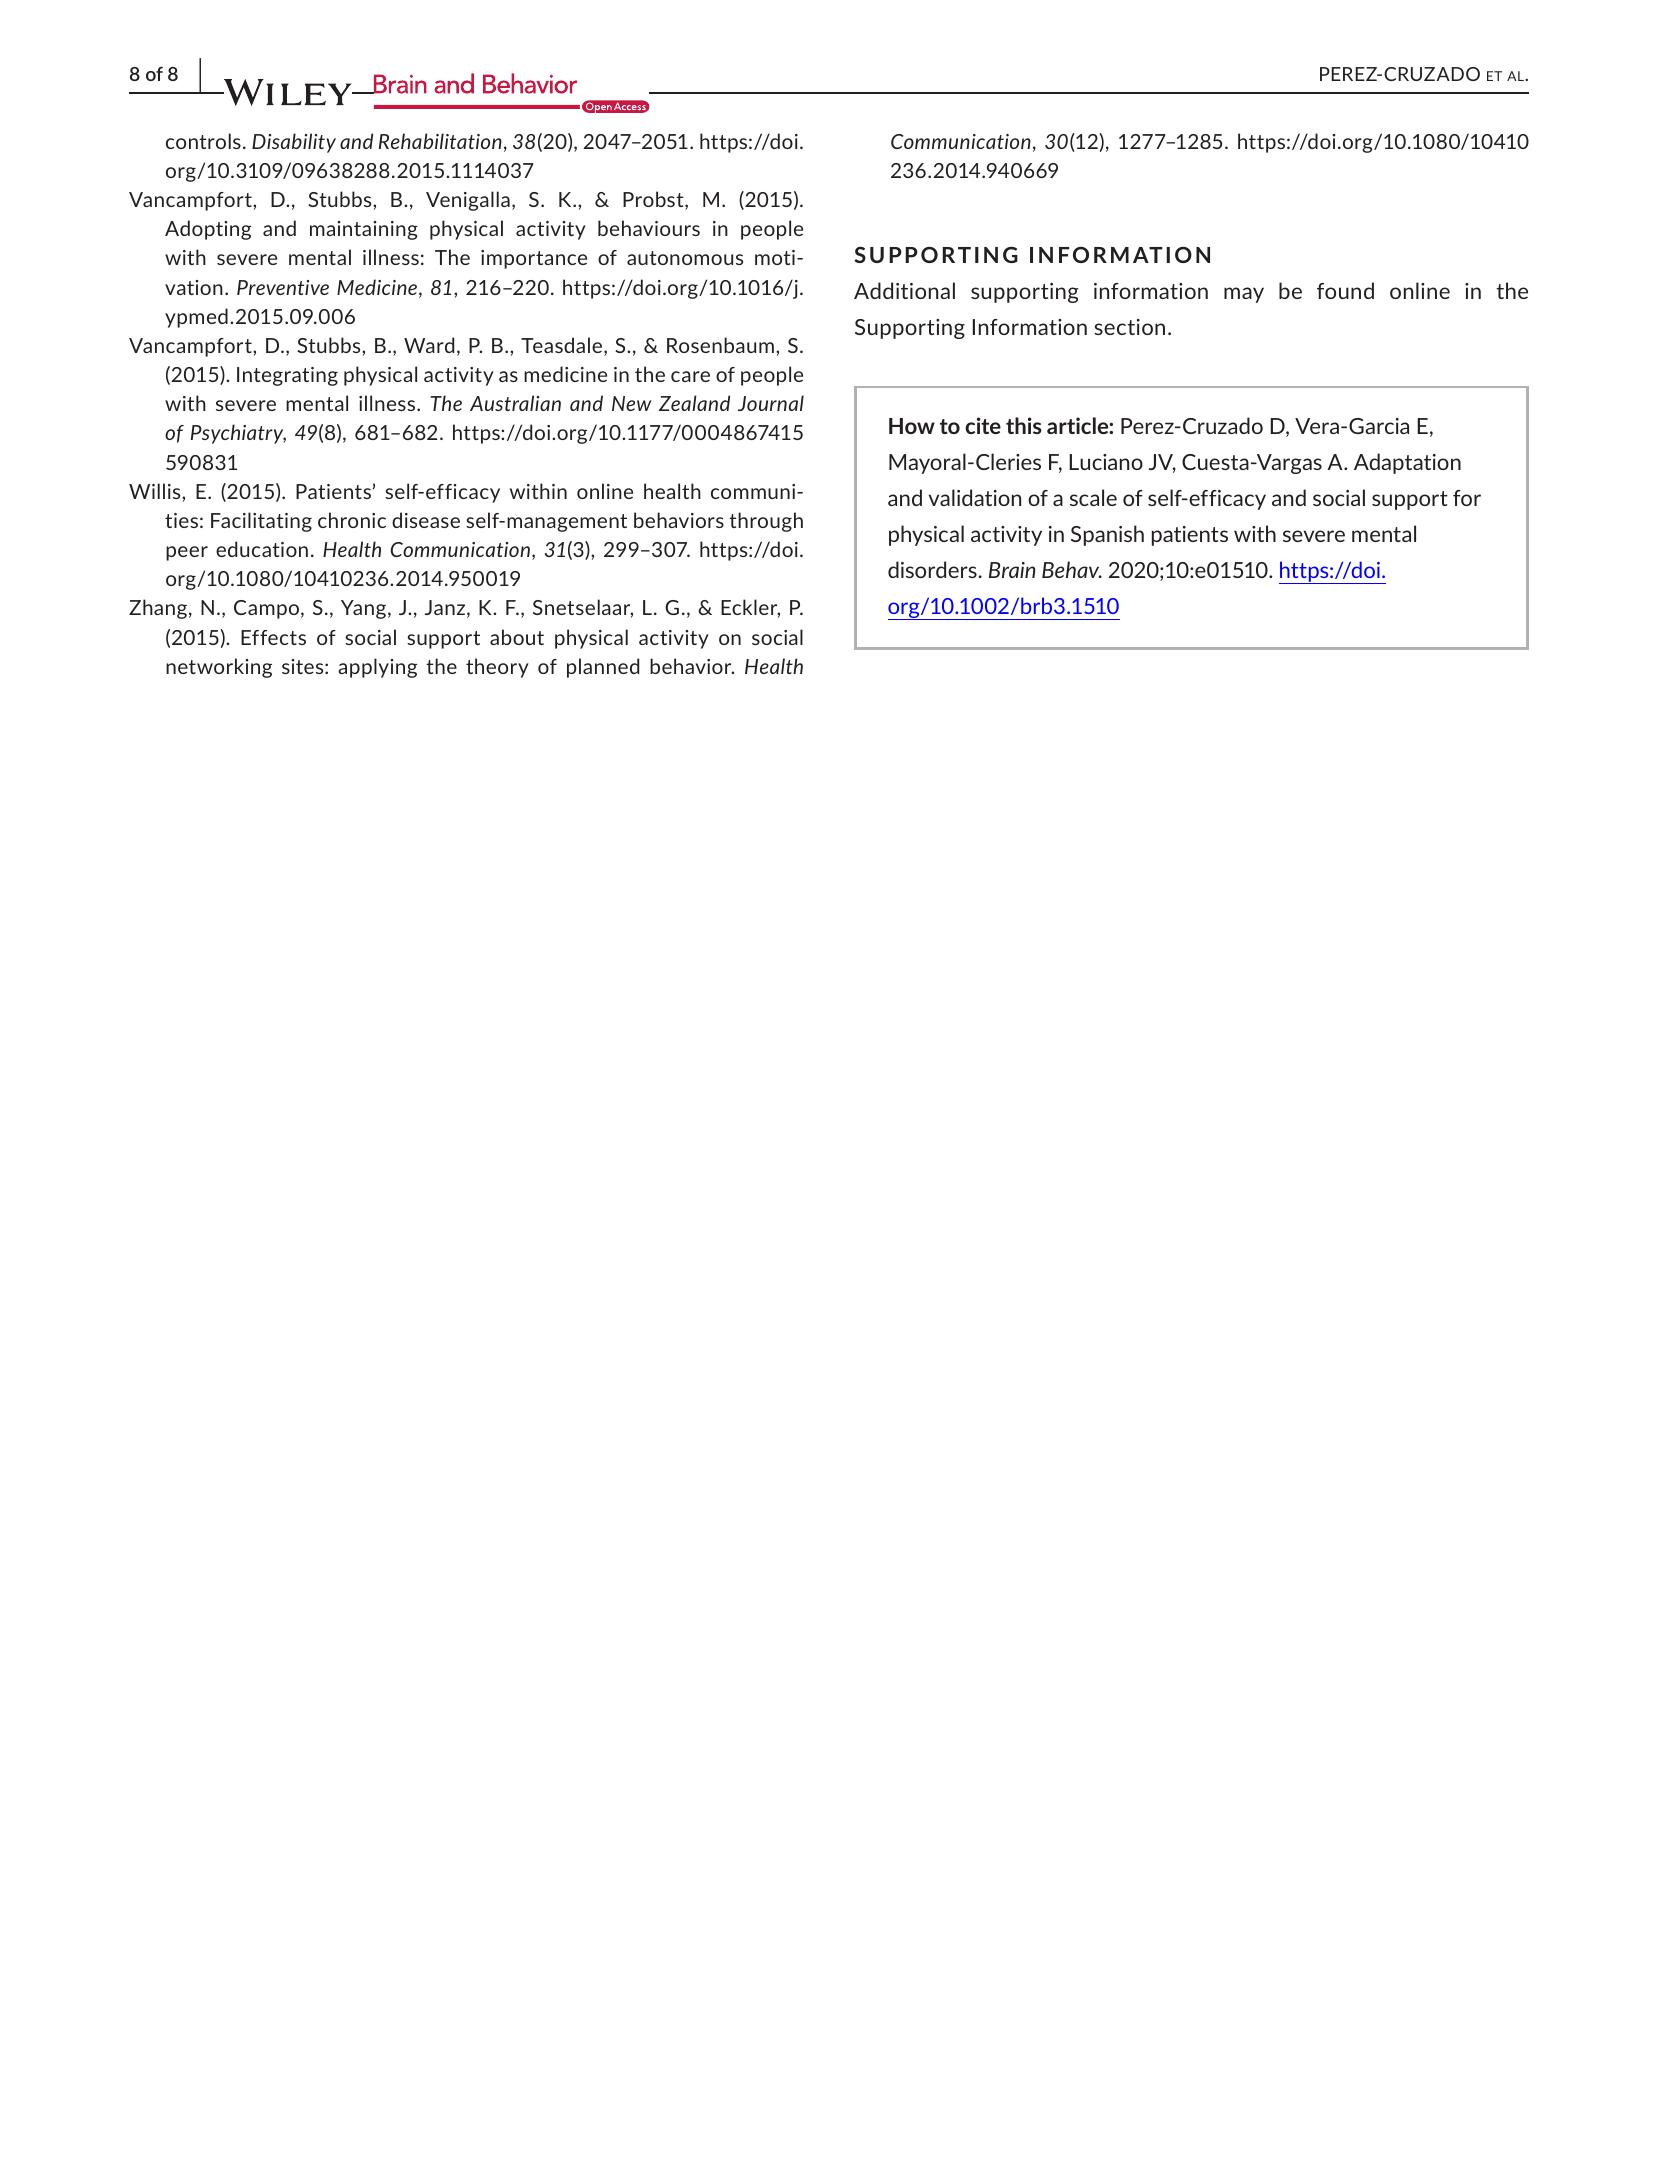 8 of 8
WILEY
Brain and Behavior
Open Access
PEREZ-CRUZADO ET AL.
controls. Disability and Rehabilitation, 38(20), 2047–2051. https://doi.
org/10.3109/09638288.2015.1114037
Vancampfort, D., Stubbs, B., Venigalla, S. K., & Probst, M. (2015).
Adopting and maintaining physical activity behaviours in people
with severe mental illness: The importance of autonomous moti-
vation. Preventive Medicine, 81, 216–220. https://doi.org/10.1016/j.
ypmed.2015.09.006
Vancampfort, D., Stubbs, B., Ward, P. B., Teasdale, S., & Rosenbaum, S.
(2015). Integrating physical activity as medicine in the care of people
with severe mental illness. The Australian and New Zealand Journal
of Psychiatry, 49(8), 681–682. https://doi.org/10.1177/0004867415
590831
Willis, E. (2015). Patients’ self-efficacy within online health communi-
ties: Facilitating chronic disease self-management behaviors through
peer education. Health Communication, 31(3), 299–307. https://doi.
org/10.1080/10410236.2014.950019
Zhang, N., Campo, S., Yang, J., Janz, K. F., Snetselaar, L. G., & Eckler, P.
(2015). Effects of social support about physical activity on social
networking sites: applying the theory of planned behavior. Health
Communication, 30(12), 1277–1285. https://doi.org/10.1080/10410
236.2014.940669
SUPPORTING INFORMATION
Additional supporting information may be found online in the
Supporting Information section.
How to cite this article: Perez-Cruzado D, Vera-Garcia E,
Mayoral-Cleries F, Luciano JV, Cuesta-Vargas A. Adaptation
and validation of a scale of self-efficacy and social support for
physical activity in Spanish patients with severe mental
disorders. Brain Behav. 2020;10:e01510. https://doi.
org/10.1002/brb3.1510